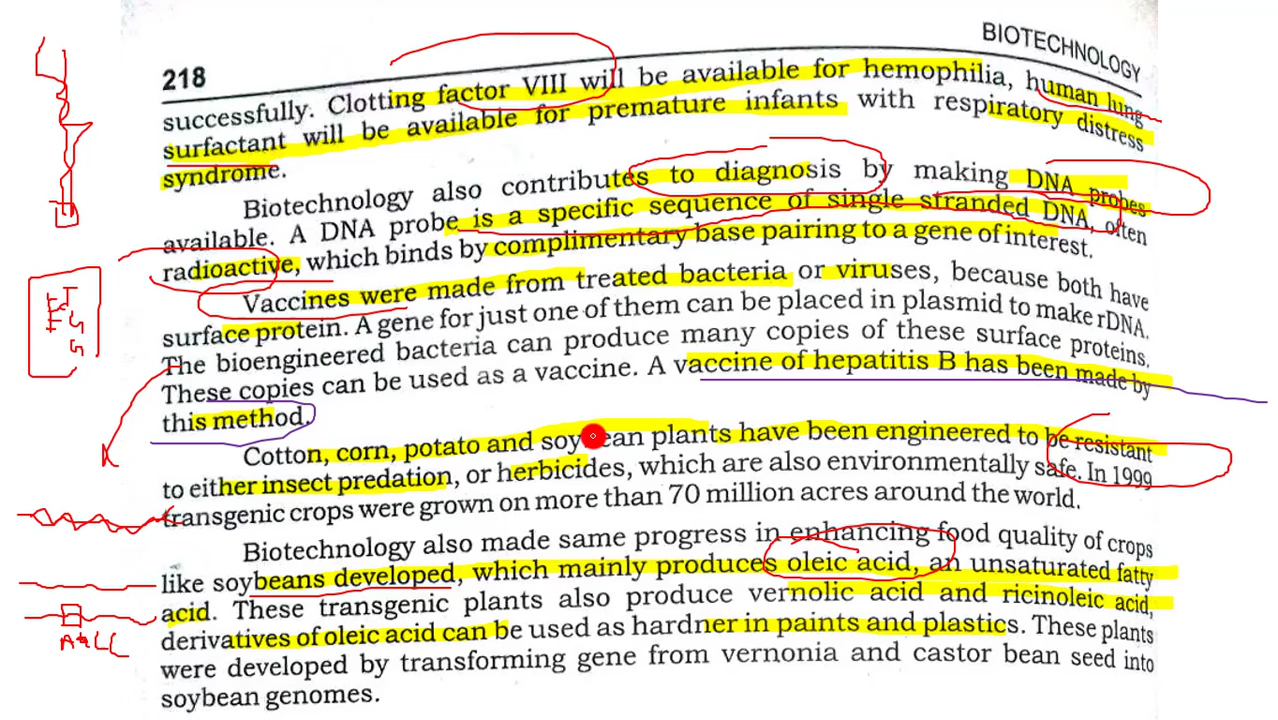 BIOTECHNOLOGY
218
successfully. Clotting factor VIII will be available for hemophilia, human lung
surfactant will be available for premature infants with respiratory distress
syndrome.
Biotechnology also contributes to diagnosis by making DNA probes
available. A DNA probe is a specific sequence of single stranded DNA, often
radioactive, which binds by complimentary base pairing to a gene of interest.
Vaccines were made from treated bacteria or viruses, because both have
surface protein. A gene for just one of them can be placed in plasmid to make rDNA.
The bioengineered bacteria can produce many copies of these surface proteins.
These copies can be used as a vaccine. A vaccine of hepatitis B has been made by
this method.
Cotton, corn, potato and soybean plants have been engineered to be resistant
to either insect predation, or herbicides, which are also environmentally safe. In 1999
transgenic crops were grown on more than 70 million acres around the world.
Biotechnology also made same progress in enhancing food quality of crops
like soybeans developed, which mainly produces oleic acid, an unsaturated fatty
acid. These transgenic plants also produce vernolic acid and ricinoleic acid,
derivatives of oleic acid can be used as hardner in paints and plastics. These plants
were developed by transforming gene from vernonia and castor bean seed into
soybean genomes.